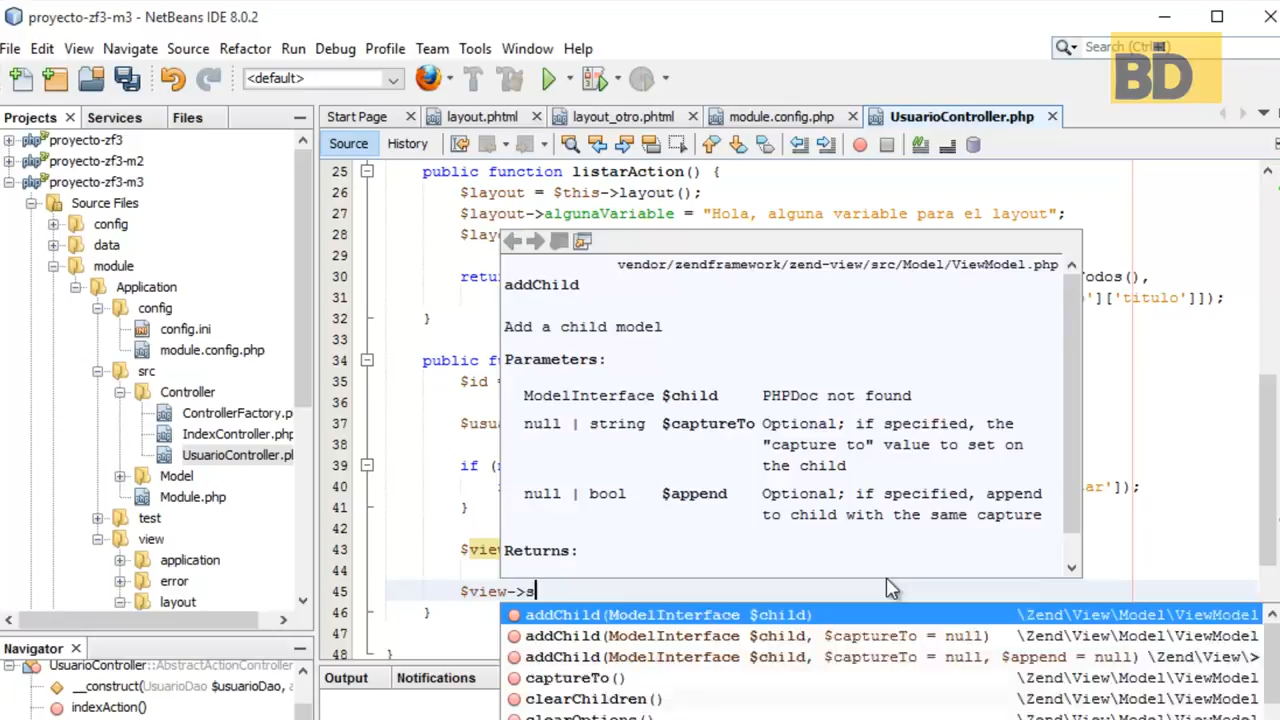 proyecto-zf3-m3 - NetBeans IDE 8.0.2
File Edit View Navigate Source Refactor Run Debug Profile Team Tools Window Help
Search (Ctrl+I)
BD
<default>
Projects Services Files
Start Page layout.phtml layout_otro.phtml module.config.php UsuarioController.php
Source History
proyecto-zf3
proyecto-zf3-m2
proyecto-zf3-m3
Source Files
config
data
module
Application
config
config.ini
module.config.php
src
Controller
ControllerFactory.p
IndexController.php
UsuarioController.pl
Model
Module.php
test
view
application
error
layout
Navigator
UsuarioController::AbstractActionController
__construct(UsuarioDao $usuarioDao, a
indexAction()
25 public function listarAction() {
26 $layout = $this->layout();
27 $layout->algunaVariable = "Hola, alguna variable para el layout";
28 $lay
29
30 retu odos(),
31 ']['titulo']]);
32 }
33
34 public fu
35 $id =
36
37 $usu
38
39 if (
40 ar']);
41 }
42
43 $view
44
45 $view->s
46 }
47
48 }
vendor/zendframework/zend-view/src/Model/ViewModel.php
addChild
Add a child model
Parameters:
ModelInterface $child PHPDoc not found
null | string $captureTo Optional; if specified, the
"capture to" value to set on
the child
null | bool $append Optional; if specified, append
to child with the same capture
Returns:
addChild(ModelInterface $child) \Zend\View\Model\ViewModel
addChild(ModelInterface $child, $captureTo = null) \Zend\View\Model\ViewModel
addChild(ModelInterface $child, $captureTo = null, $append = null) \Zend\View\>
captureTo() \Zend\View\Model\ViewModel
clearChildren() \Zend\View\Model\ViewModel
clearOptions() \Zend\View\Model\ViewModel
Output Notifications